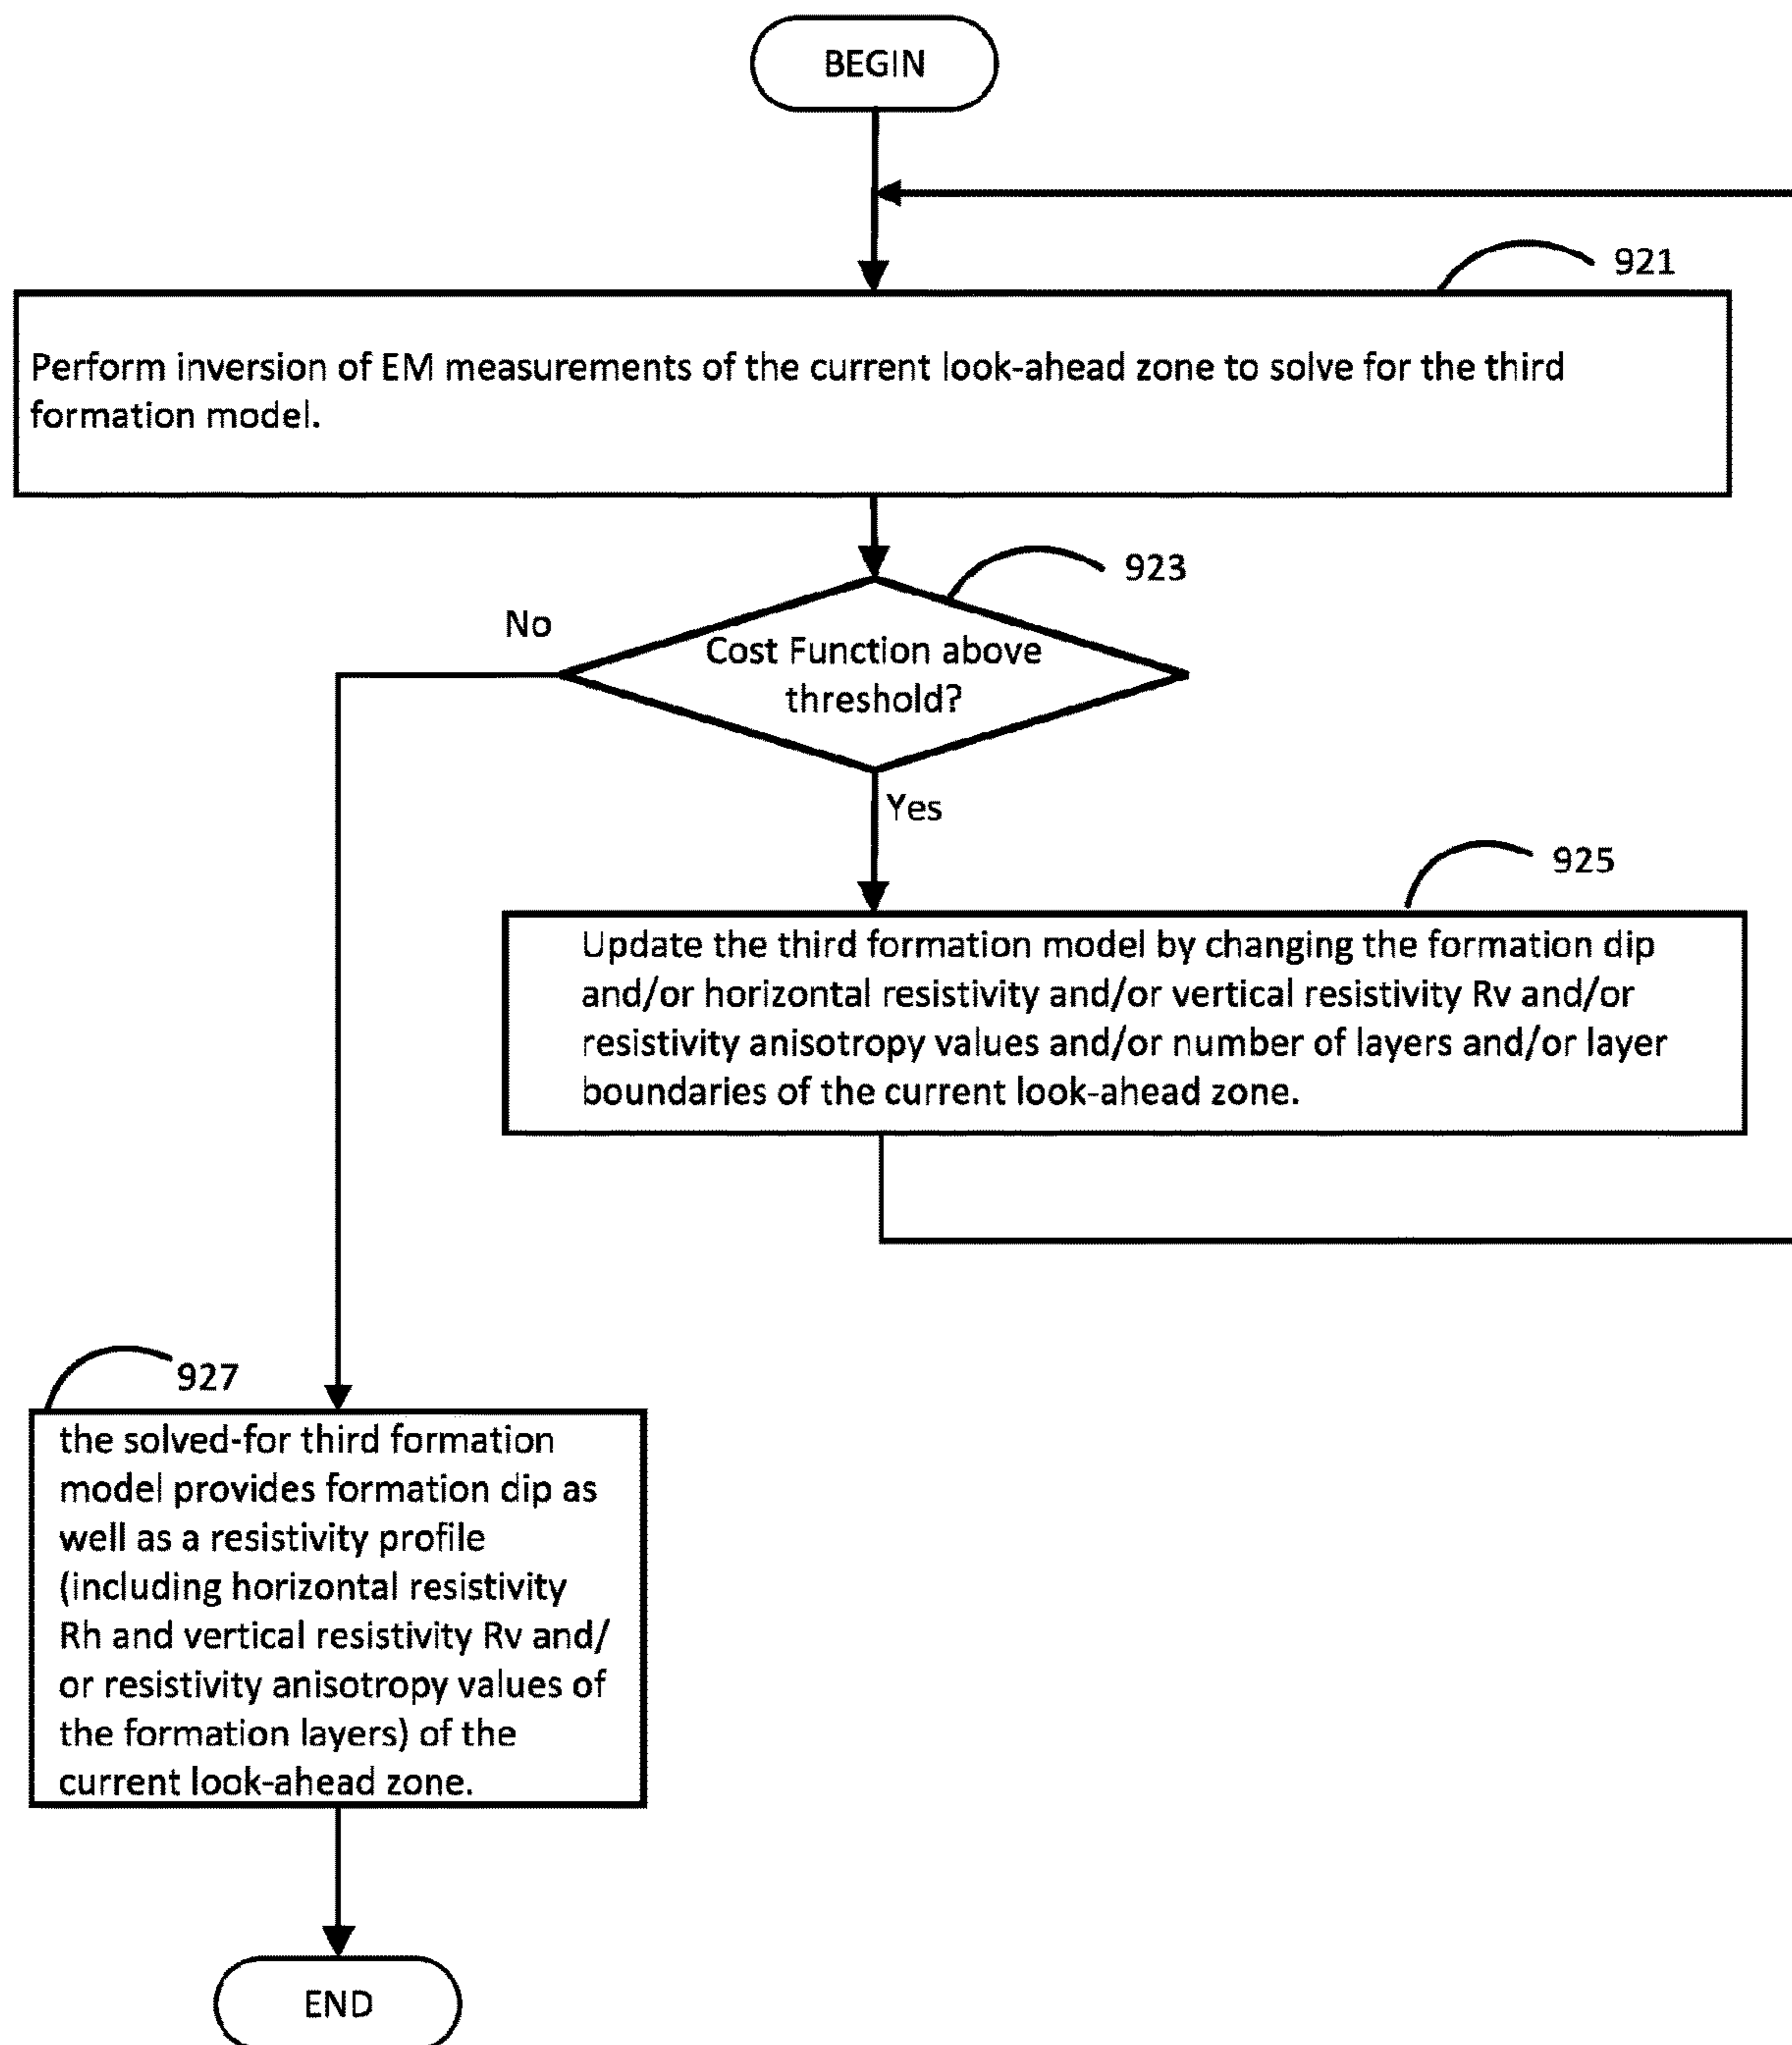 BEGIN
921
Perform inversion of EM measurements of the current look-ahead zone to solve for the third
formation model.
923
No
Cost Function above
threshold?
Yes
925
Update the third formation model by changing the formation dip
and/or horizontal resistivity and/or vertical resistivity Rv and/or
resistivity anisotropy values and/or number of layers and/or layer
boundaries of the current look-ahead zone.
927
the solved-for third formation
model provides formation dip as
well as a resistivity profile
(including horizontal resistivity
Rh and vertical resistivity Rv and/
or resistivity anisotropy values of
the formation layers) of the
current look-ahead zone.
END